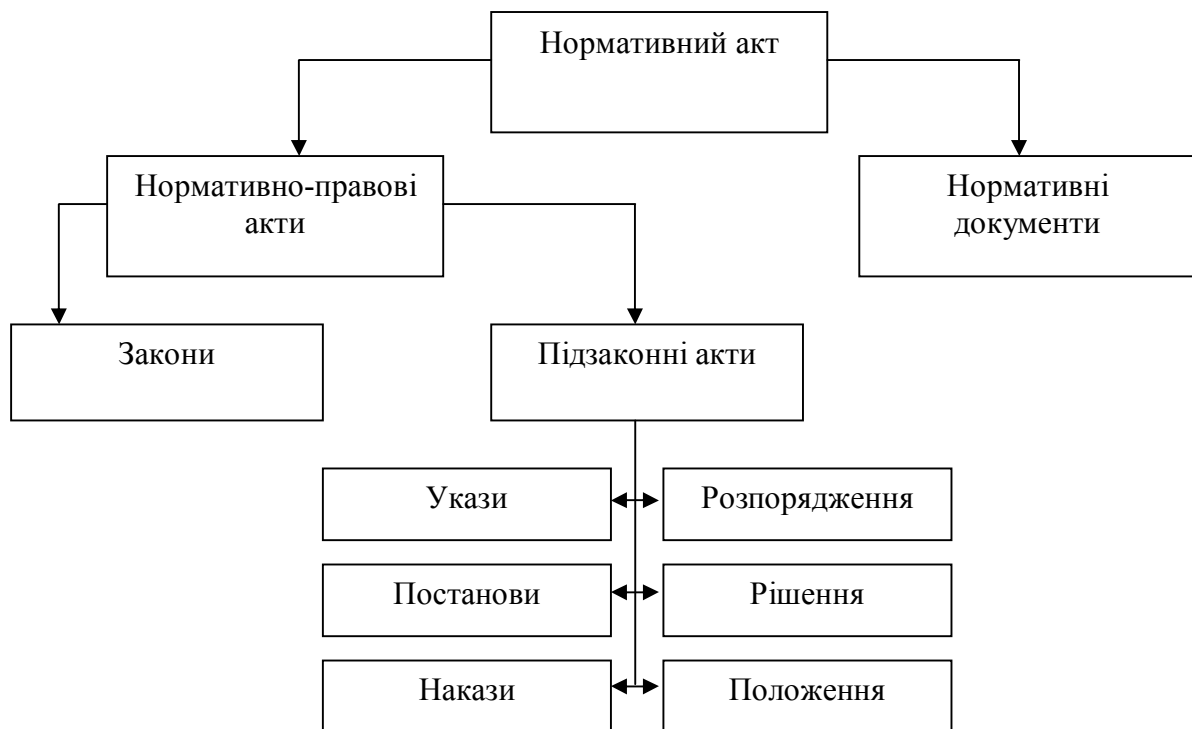 Нормативний акт
Нормативно-правові
акти
Нормативні
документи
Закони
Підзаконні акти
Укази
Розпорядження
Постанови
Рішення
Накази
Положення